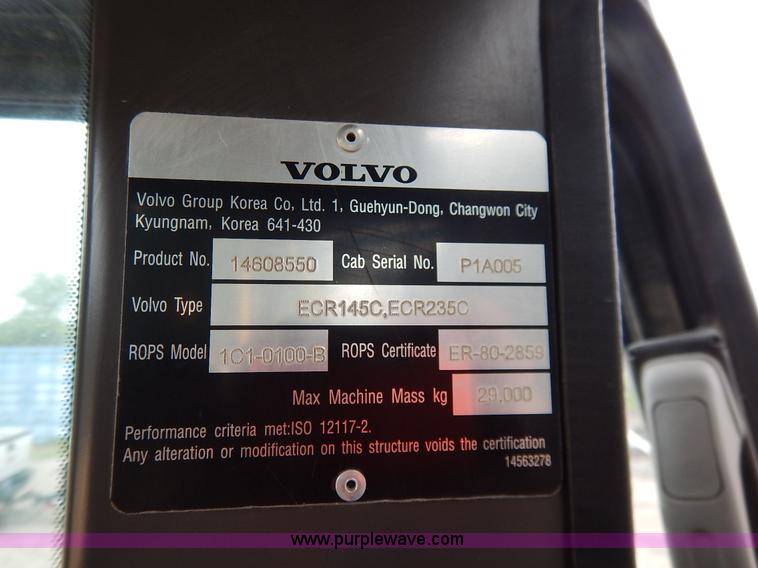 VOLVO
Volvo Group Korea Co, Ltd. 1, Guehyun-Dong, Changwon City
Kyungnam, Korea 641-430
Product No. 14608550 Cab Serial No. P1A005
Volvo Type ECR145C,ECR235C
ROPS Model 1C1-0100-B ROPS Certificate ER-80-2859
Max Machine Mass kg 29,000
Performance criteria met:ISO 12117-2.
Any alteration or modification on this structure voids the certification
14563278
www.purplewave.com